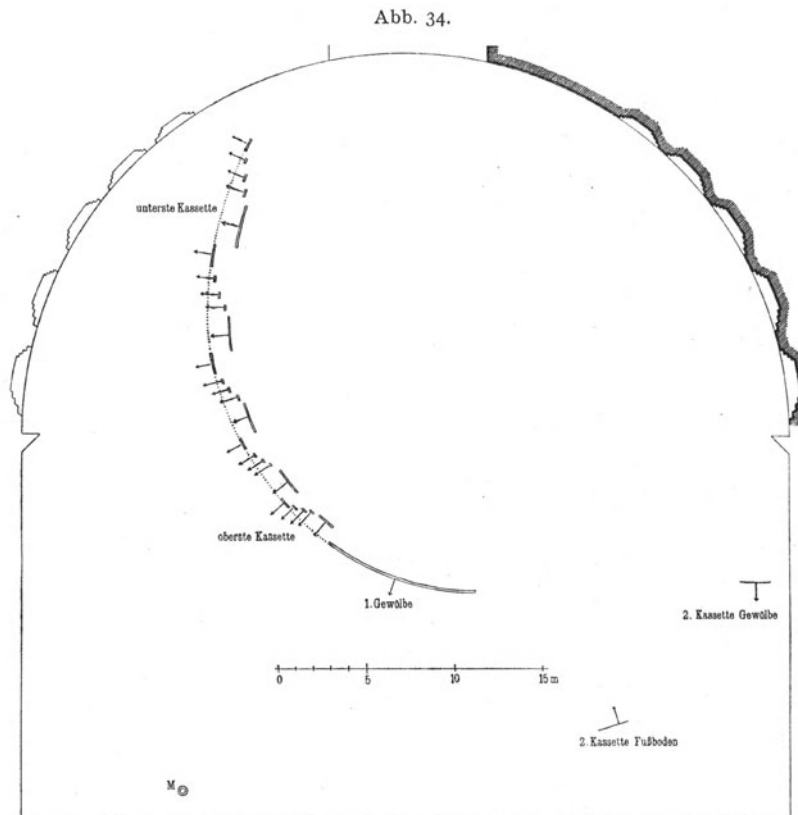 Abb. 34.
unterste Kassette
oberste Kassette
1. Gewölbe
2. Kassette Gewölbe
0 5 10 15 m
2. Kassette Fußboden
M